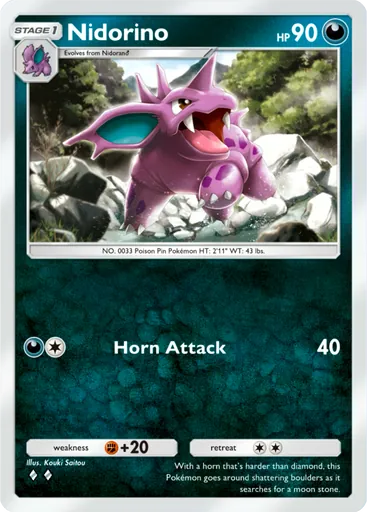 STAGE 1
Nidorino
HP 90
Evolves from Nidoran♂
NO. 0033 Poison Pin Pokémon HT: 2'11" WT: 43 lbs.
Horn Attack 40
weakness +20 retreat
Illus. Kouki Saitou
With a horn that's harder than diamond, this
Pokémon goes around shattering boulders as it
searches for a moon stone.